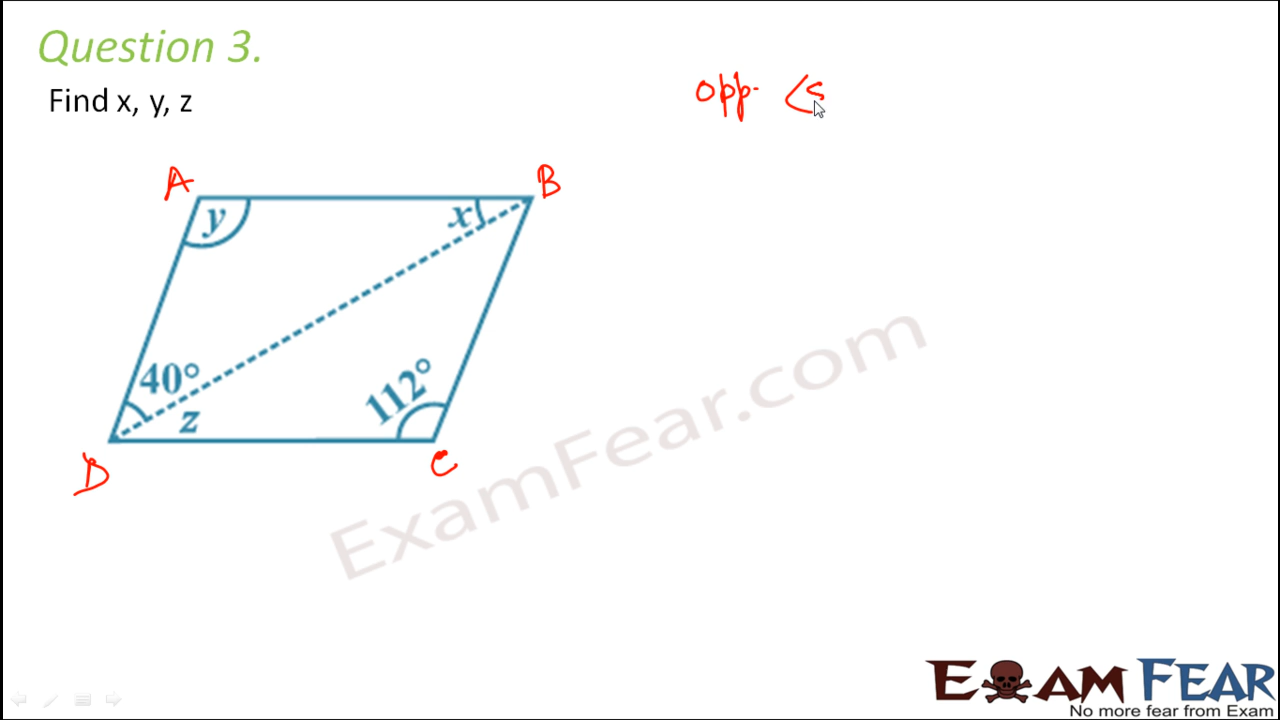 Question 3.
Find x, y, z
opp. <s
A
B
y
x
40°
z
112°
D
C
ExamFear.com
EXAM FEAR
No more fear from Exam